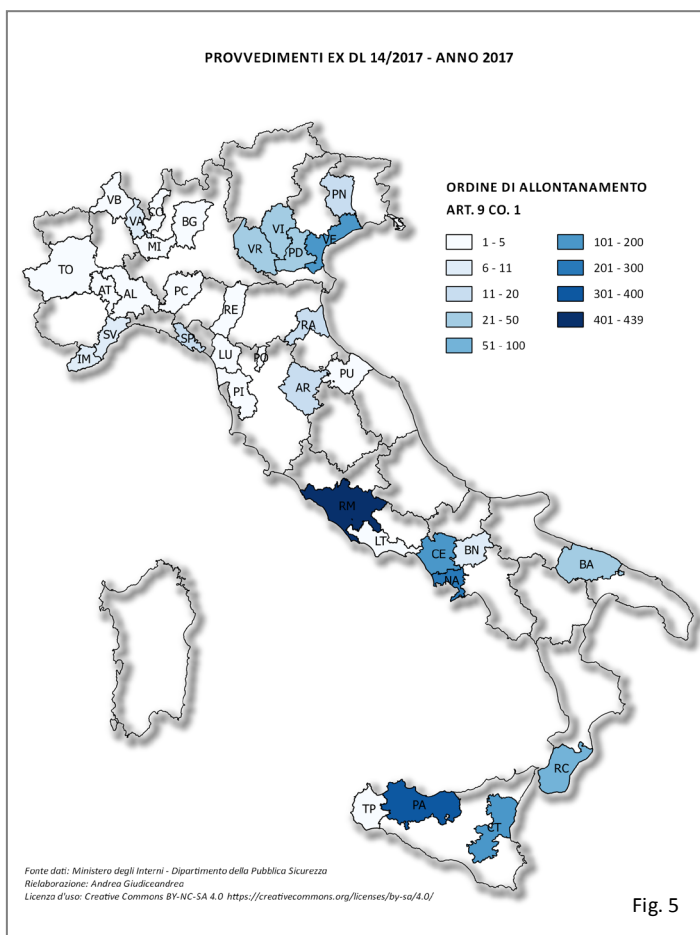 PROVVEDIMENTI EX DL 14/2017 - ANNO 2017
ORDINE DI ALLONTANAMENTO
ART. 9 CO. 1
1 - 5
6 - 11
11 - 20
21 - 50
51 - 100
101 - 200
201 - 300
301 - 400
401 - 439
VB
VA
CO
BG
MI
TO
AT
AL
PC
RE
SV
IM
SP
VR
VI
PD
VE
PN
TS
RA
LU
PO
PI
AR
PU
RM
LT
CE
NA
BN
BA
RC
TP
PA
CT
Fonte dati: Ministero degli Interni - Dipartimento della Pubblica Sicurezza
Rielaborazione: Andrea Giudiceandrea
Licenza d'uso: Creative Commons BY-NC-SA 4.0 https://creativecommons.org/licenses/by-sa/4.0/
Fig. 5